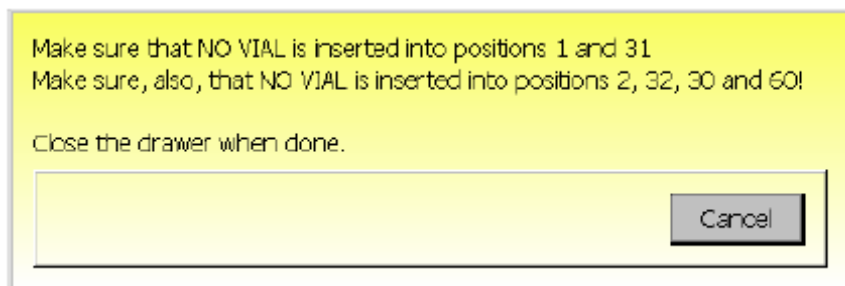 Make sure that NO VIAL is inserted into positions 1 and 31
Make sure, also, that NO VIAL is inserted into positions 2, 32, 30 and 60!
Close the drawer when done.
Cancel